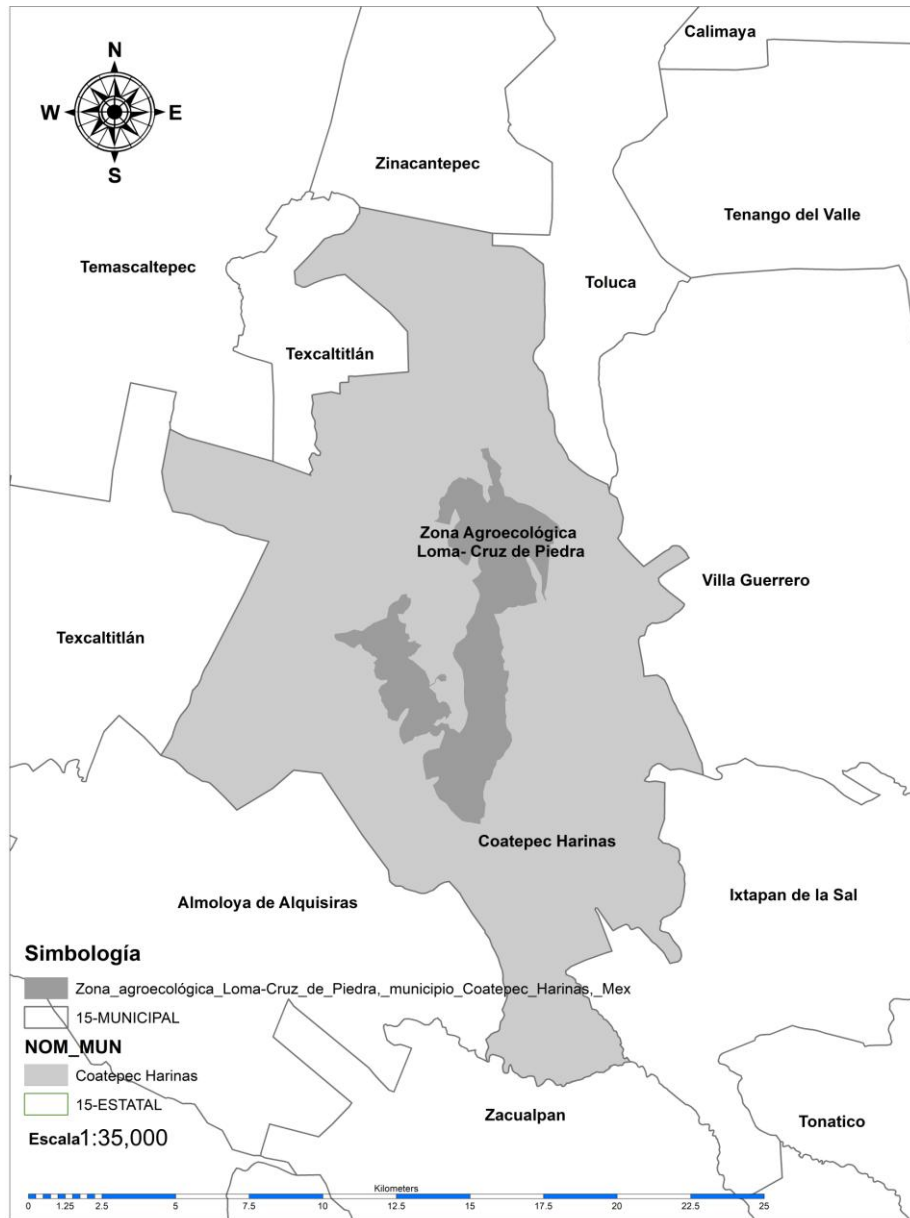 N
W E
S
Calimaya
Zinacantepec
Tenango del Valle
Temascaltepec
Toluca
Texcaltitlán
Zona Agroecológica
Loma- Cruz de Piedra
Villa Guerrero
Texcaltitlán
Coatepec Harinas
Ixtapan de la Sal
Almoloya de Alquisiras
Simbología
Zona_agroecológica_Loma-Cruz_de_Piedra,_municipio_Coatepec_Harinas,_Mex
15-MUNICIPAL
NOM_MUN
Coatepec Harinas
15-ESTATAL
Zacualpan
Tonatico
Escala1:35,000
Kilometers
0 1.25 2.5 5 7.5 10 12.5 15 17.5 20 22.5 25